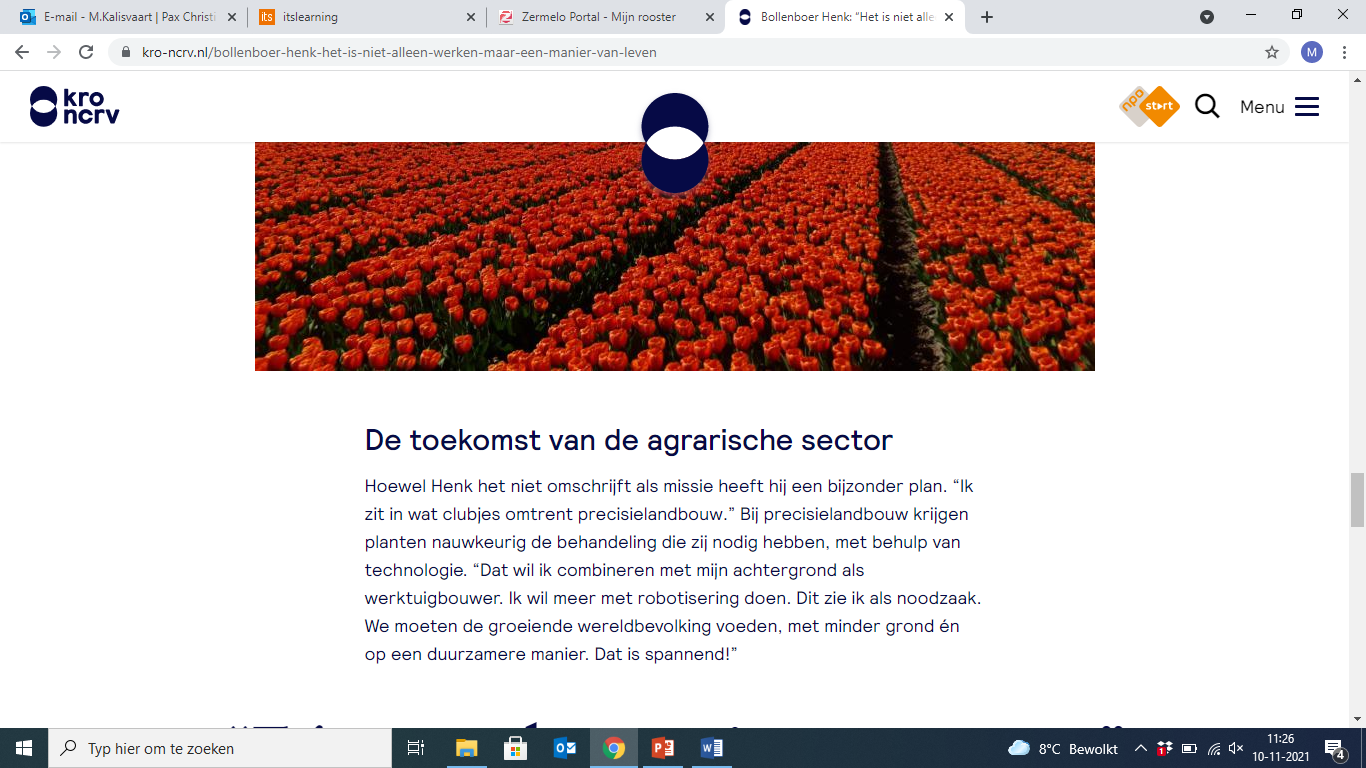 E-mail - M.Kalisvaart | Pax Christi
itslearning
Zermelo Portal - Mijn rooster
Bollenboer Henk: “Het is niet alle
kro-ncrv.nl/bollenboer-henk-het-is-niet-alleen-werken-maar-een-manier-van-leven
M
kro
ncrv
npo
start
Menu
De toekomst van de agrarische sector
Hoewel Henk het niet omschrijft als missie heeft hij een bijzonder plan. “Ik
zit in wat clubjes omtrent precisielandbouw.” Bij precisielandbouw krijgen
planten nauwkeurig de behandeling die zij nodig hebben, met behulp van
technologie. “Dat wil ik combineren met mijn achtergrond als
werktuigbouwer. Ik wil meer met robotisering doen. Dit zie ik als noodzaak.
We moeten de groeiende wereldbevolking voeden, met minder grond én
op een duurzamere manier. Dat is spannend!”
Typ hier om te zoeken
8°C Bewolkt
11:26
10-11-2021
4